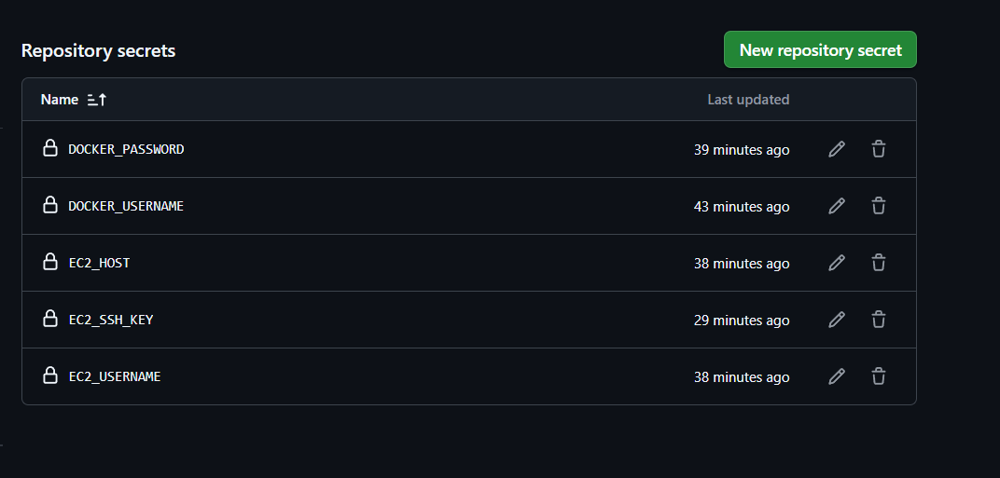 Repository secrets
New repository secret
Name
Last updated
DOCKER_PASSWORD
39 minutes ago
DOCKER_USERNAME
43 minutes ago
EC2_HOST
38 minutes ago
EC2_SSH_KEY
29 minutes ago
EC2_USERNAME
38 minutes ago